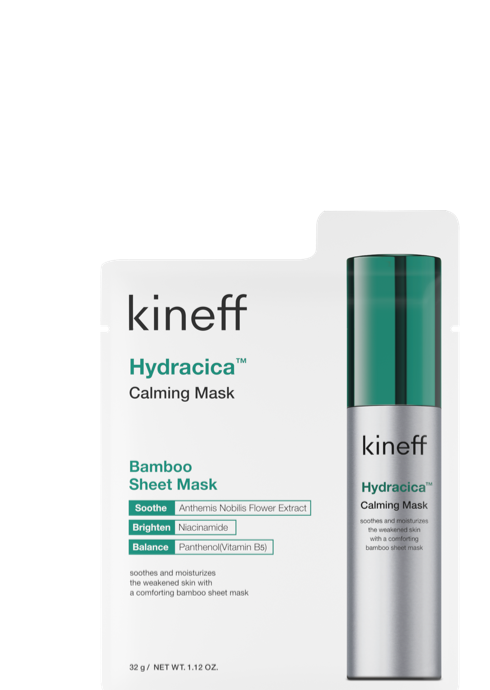 kineff
Hydracica™
Calming Mask
Bamboo
Sheet Mask
Soothe Anthemis Nobilis Flower Extract
Brighten Niacinamide
Balance Panthenol(Vitamin B5)
soothes and moisturizes
the weakened skin with
a comforting bamboo sheet mask
32 g / NET WT. 1.12 OZ.
kineff
Hydracica™
Calming Mask
soothes and moisturizes
the weakened skin
with a comforting
bamboo sheet mask